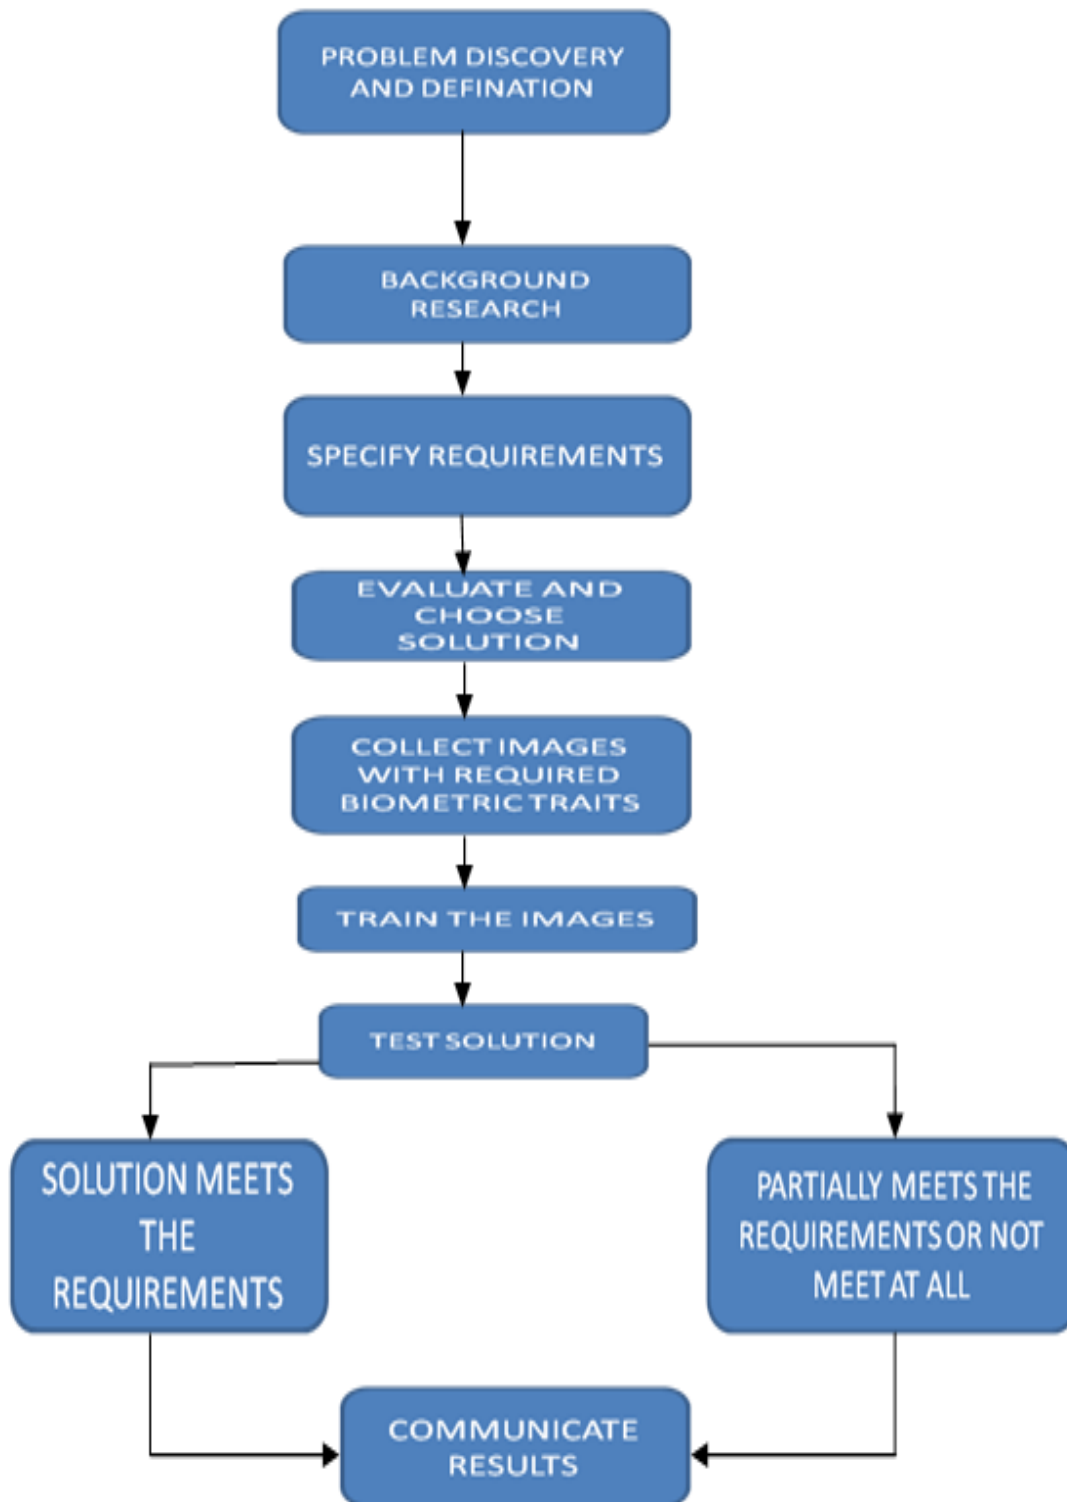 PROBLEM DISCOVERY
AND DEFINATION
BACKGROUND
RESEARCH
SPECIFY REQUIREMENTS
EVALUATE AND
CHOOSE
SOLUTION
COLLECT IMAGES
WITH REQUIRED
BIOMETRIC TRAITS
TRAIN THE IMAGES
TEST SOLUTION
SOLUTION MEETS
THE
REQUIREMENTS
PARTIALLY MEETS THE
REQUIREMENTS OR NOT
MEET AT ALL
COMMUNICATE
RESULTS